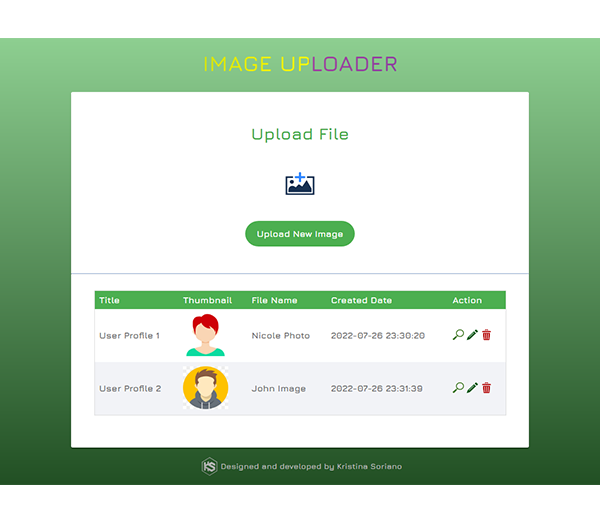 IMAGE UPLOADER
Upload File
Upload New Image
Title Thumbnail File Name Created Date Action
User Profile 1 Nicole Photo 2022-07-26 23:30:20
User Profile 2 John Image 2022-07-26 23:31:39
KS Designed and developed by Kristina Soriano